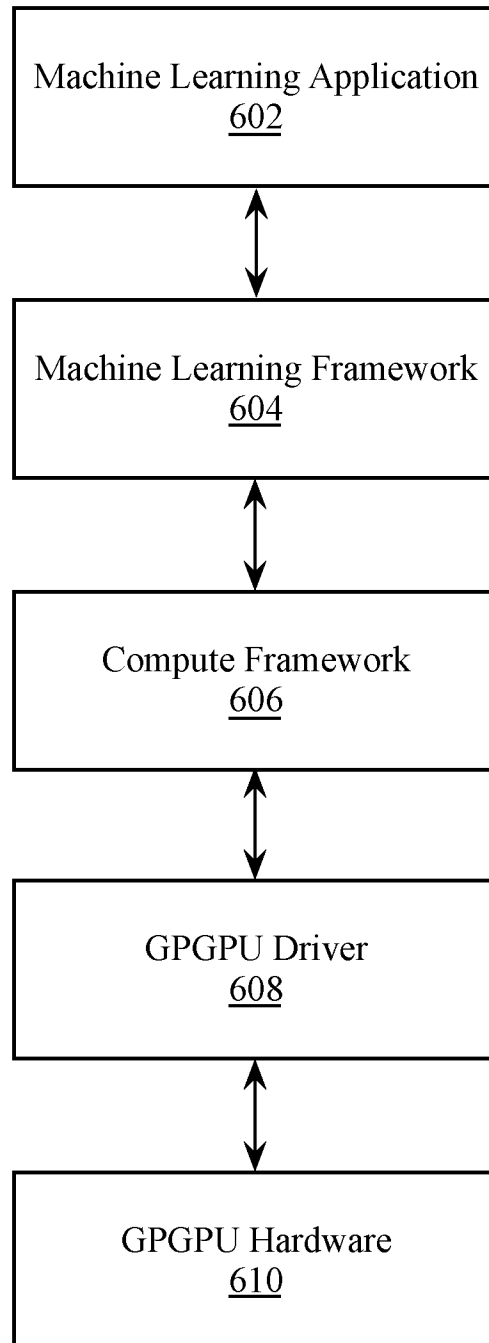 Machine Learning Application
602
Machine Learning Framework
604
Compute Framework
606
GPGPU Driver
608
GPGPU Hardware
610